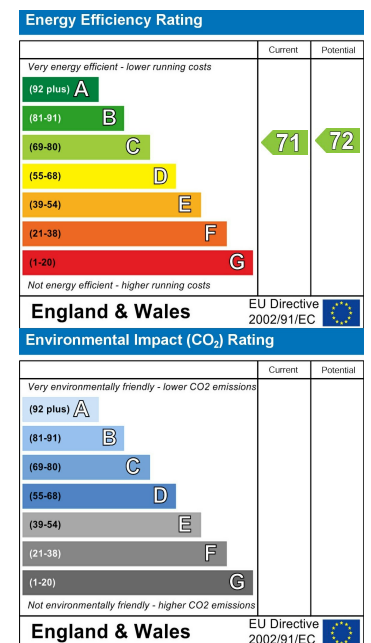 Energy Efficiency Rating
Current Potential
Very energy efficient - lower running costs
(92 plus) A
(81-91) B
(69-80) C 71 72
(55-68) D
(39-54) E
(21-38) F
(1-20) G
Not energy efficient - higher running costs
England & Wales EU Directive
2002/91/EC
Environmental Impact (CO₂) Rating
Current Potential
Very environmentally friendly - lower CO2 emissions
(92 plus) A
(81-91) B
(69-80) C
(55-68) D
(39-54) E
(21-38) F
(1-20) G
Not environmentally friendly - higher CO2 emissions
England & Wales EU Directive
2002/91/EC